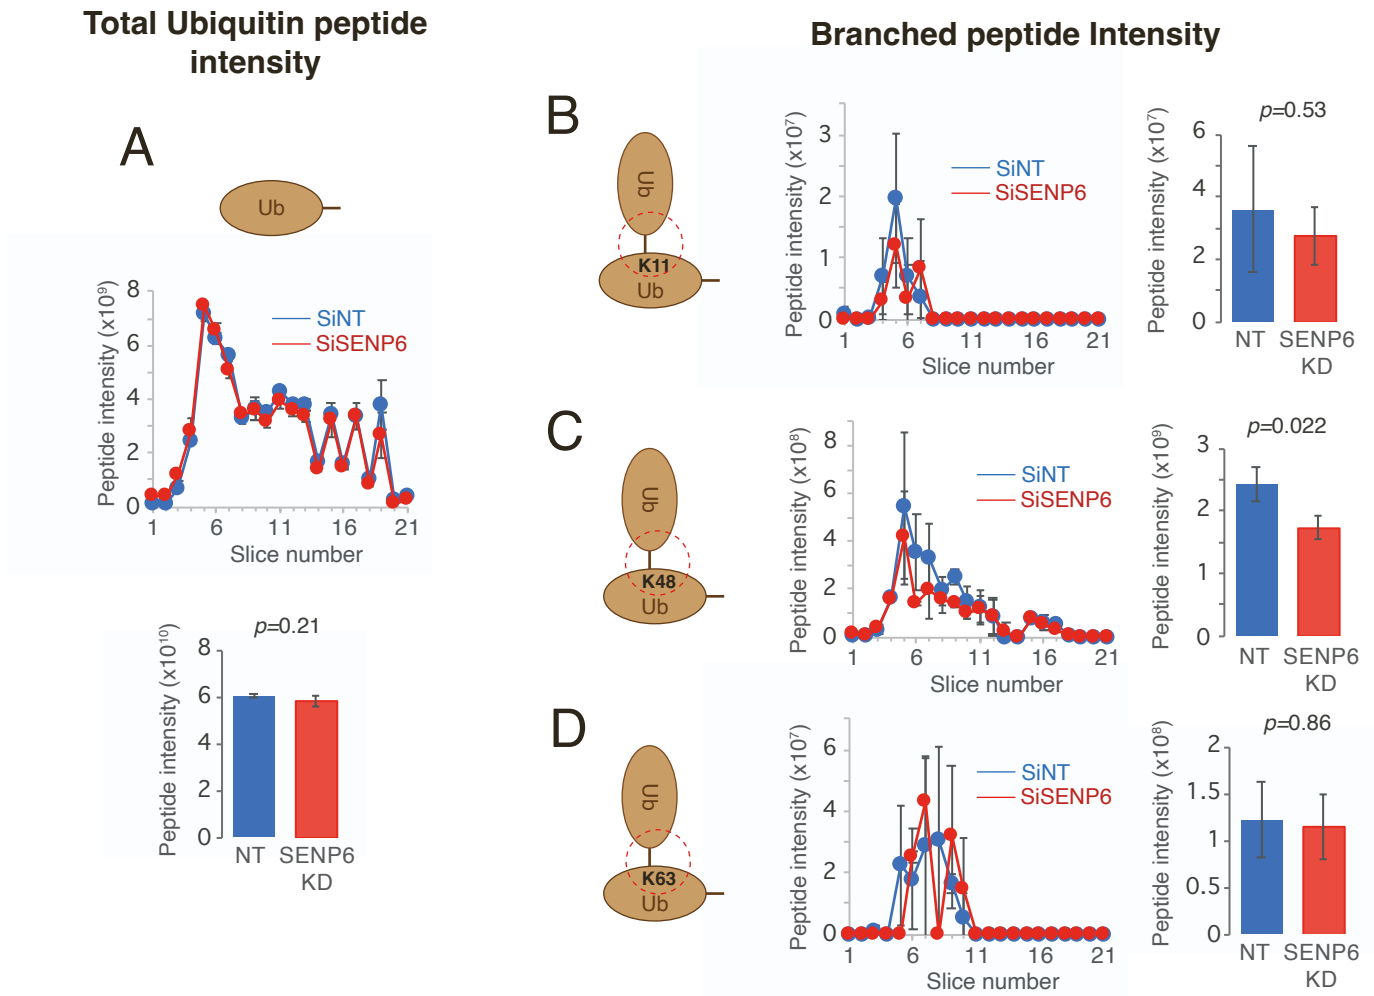 Total Ubiquitin peptide
intensity
Branched peptide Intensity
A
Ub
Peptide intensity (x10⁹)
8
6
4
2
0
SiNT
SiSENP6
1 6 11 16 21
Slice number
p=0.21
Peptide intensity (x10¹⁰)
8
6
4
2
0
NT SENP6
KD
B
Ub
K11
Ub
Peptide intensity (x10⁷)
3
2
1
0
SiNT
SiSENP6
1 6 11 16 21
Slice number
p=0.53
Peptide intensity (x10⁷)
6
4
2
0
NT SENP6
KD
C
Ub
K48
Ub
Peptide intensity (x10⁸)
8
6
4
2
0
SiNT
SiSENP6
1 6 11 16 21
Slice number
p=0.022
Peptide intensity (x10⁹)
3
2
1
0
NT SENP6
KD
D
Ub
K63
Ub
Peptide intensity (x10⁷)
6
4
2
0
SiNT
SiSENP6
1 6 11 16 21
Slice number
p=0.86
Peptide intensity (x10⁸)
2
1.5
1
0.5
0
NT SENP6
KD